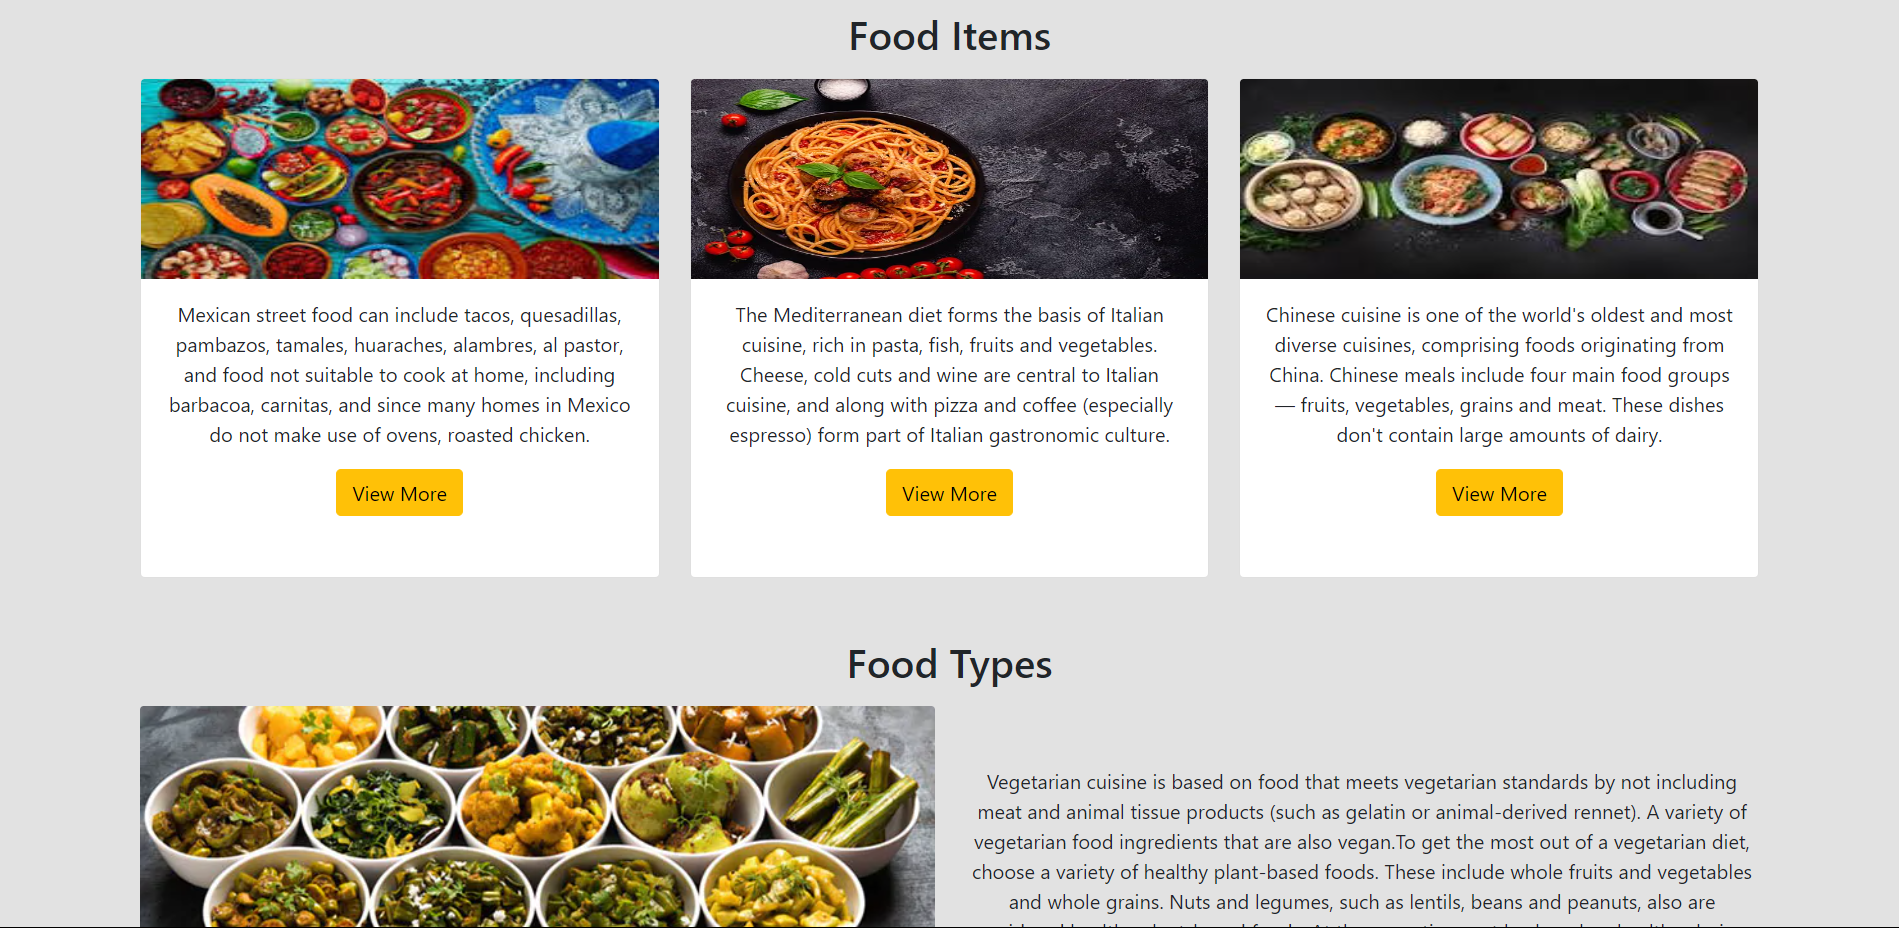 Food Items
Mexican street food can include tacos, quesadillas,
pambazos, tamales, huaraches, alambres, al pastor,
and food not suitable to cook at home, including
barbacoa, carnitas, and since many homes in Mexico
do not make use of ovens, roasted chicken.
View More
The Mediterranean diet forms the basis of Italian
cuisine, rich in pasta, fish, fruits and vegetables.
Cheese, cold cuts and wine are central to Italian
cuisine, and along with pizza and coffee (especially
espresso) form part of Italian gastronomic culture.
View More
Chinese cuisine is one of the world's oldest and most
diverse cuisines, comprising foods originating from
China. Chinese meals include four main food groups
— fruits, vegetables, grains and meat. These dishes
don't contain large amounts of dairy.
View More
Food Types
Vegetarian cuisine is based on food that meets vegetarian standards by not including
meat and animal tissue products (such as gelatin or animal-derived rennet). A variety of
vegetarian food ingredients that are also vegan.To get the most out of a vegetarian diet,
choose a variety of healthy plant-based foods. These include whole fruits and vegetables
and whole grains. Nuts and legumes, such as lentils, beans and peanuts, also are